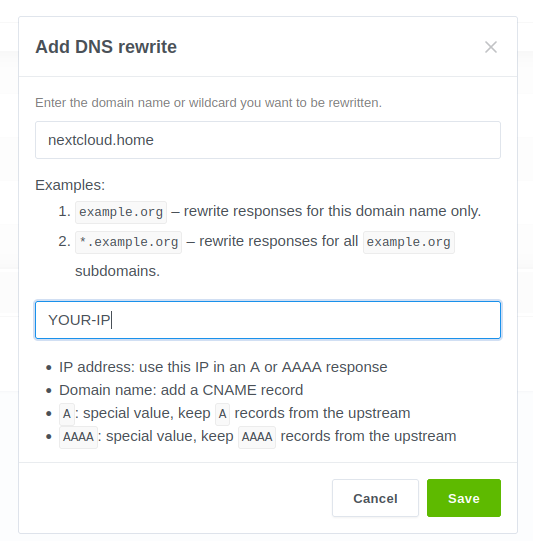 Add DNS rewrite
Enter the domain name or wildcard you want to be rewritten.
nextcloud.home
Examples:
1. example.org – rewrite responses for this domain name only.
2. *.example.org – rewrite responses for all example.org
subdomains.
YOUR-IP
• IP address: use this IP in an A or AAAA response
• Domain name: add a CNAME record
• A: special value, keep A records from the upstream
• AAAA: special value, keep AAAA records from the upstream
Cancel Save